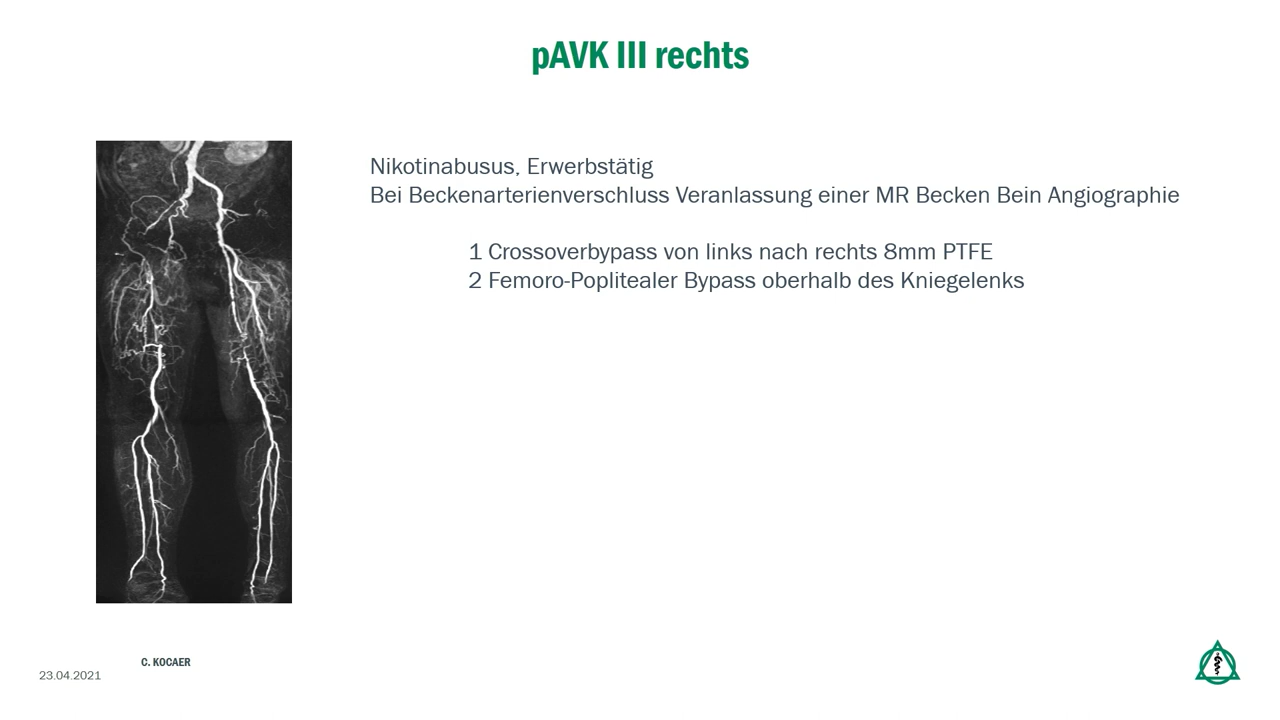 pAVK III rechts
Nikotinabusus, Erwerbstätig
Bei Beckenarterienverschluss Veranlassung einer MR Becken Bein Angiographie
1 Crossoverbypass von links nach rechts 8mm PTFE
2 Femoro-Poplitealer Bypass oberhalb des Kniegelenks
C. KOCAER
23.04.2021